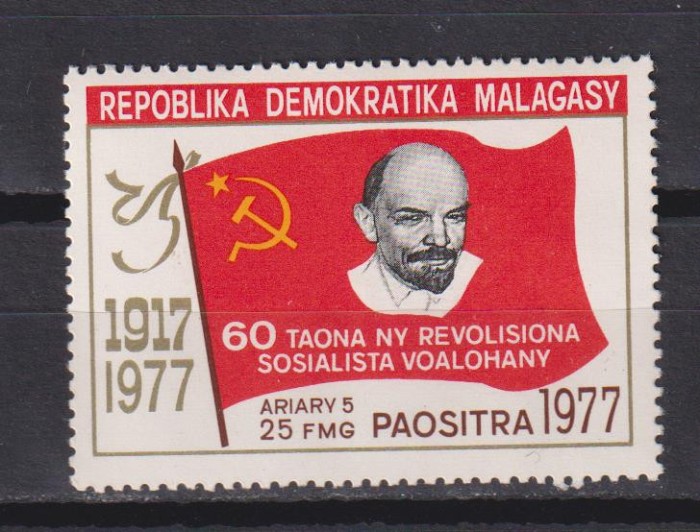 REPOBLIKA DEMOKRATIKA MALAGASY
1917
1977
60 TAONA NY REVOLISIONA
SOSIALISTA VOALOHANY
ARIARY 5
25 FMG
PAOSITRA 1977